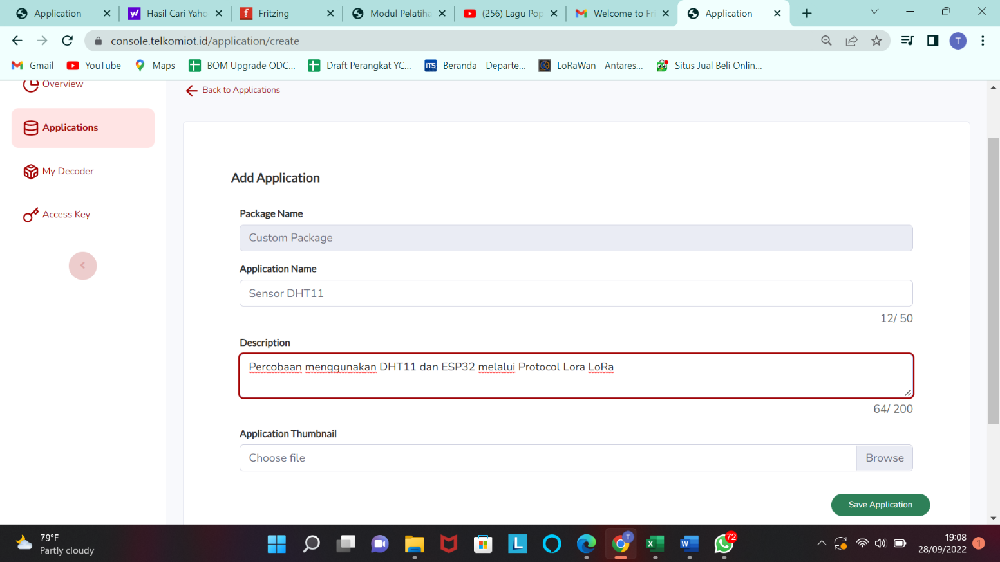 Application
Hasil Cari Yaho
Fritzing
Modul Pelatiha
(256) Lagu Pop
Welcome to Fri
Application
console.telkomiot.id/application/create
T
Gmail
YouTube
Maps
BOM Upgrade ODC...
Draft Perangkat YC...
ITS
Beranda - Departe...
LoRaWan - Antares...
Situs Jual Beli Onlin...
Overview
Back to Applications
Applications
My Decoder
Access Key
Add Application
Package Name
Custom Package
Application Name
Sensor DHT11
12/ 50
Description
Percobaan menggunakan DHT11 dan ESP32 melalui Protocol Lora LoRa
64/ 200
Application Thumbnail
Choose file
Browse
Save Application
79°F
Partly cloudy
L
T
X
W
72
19:08
28/09/2022
1